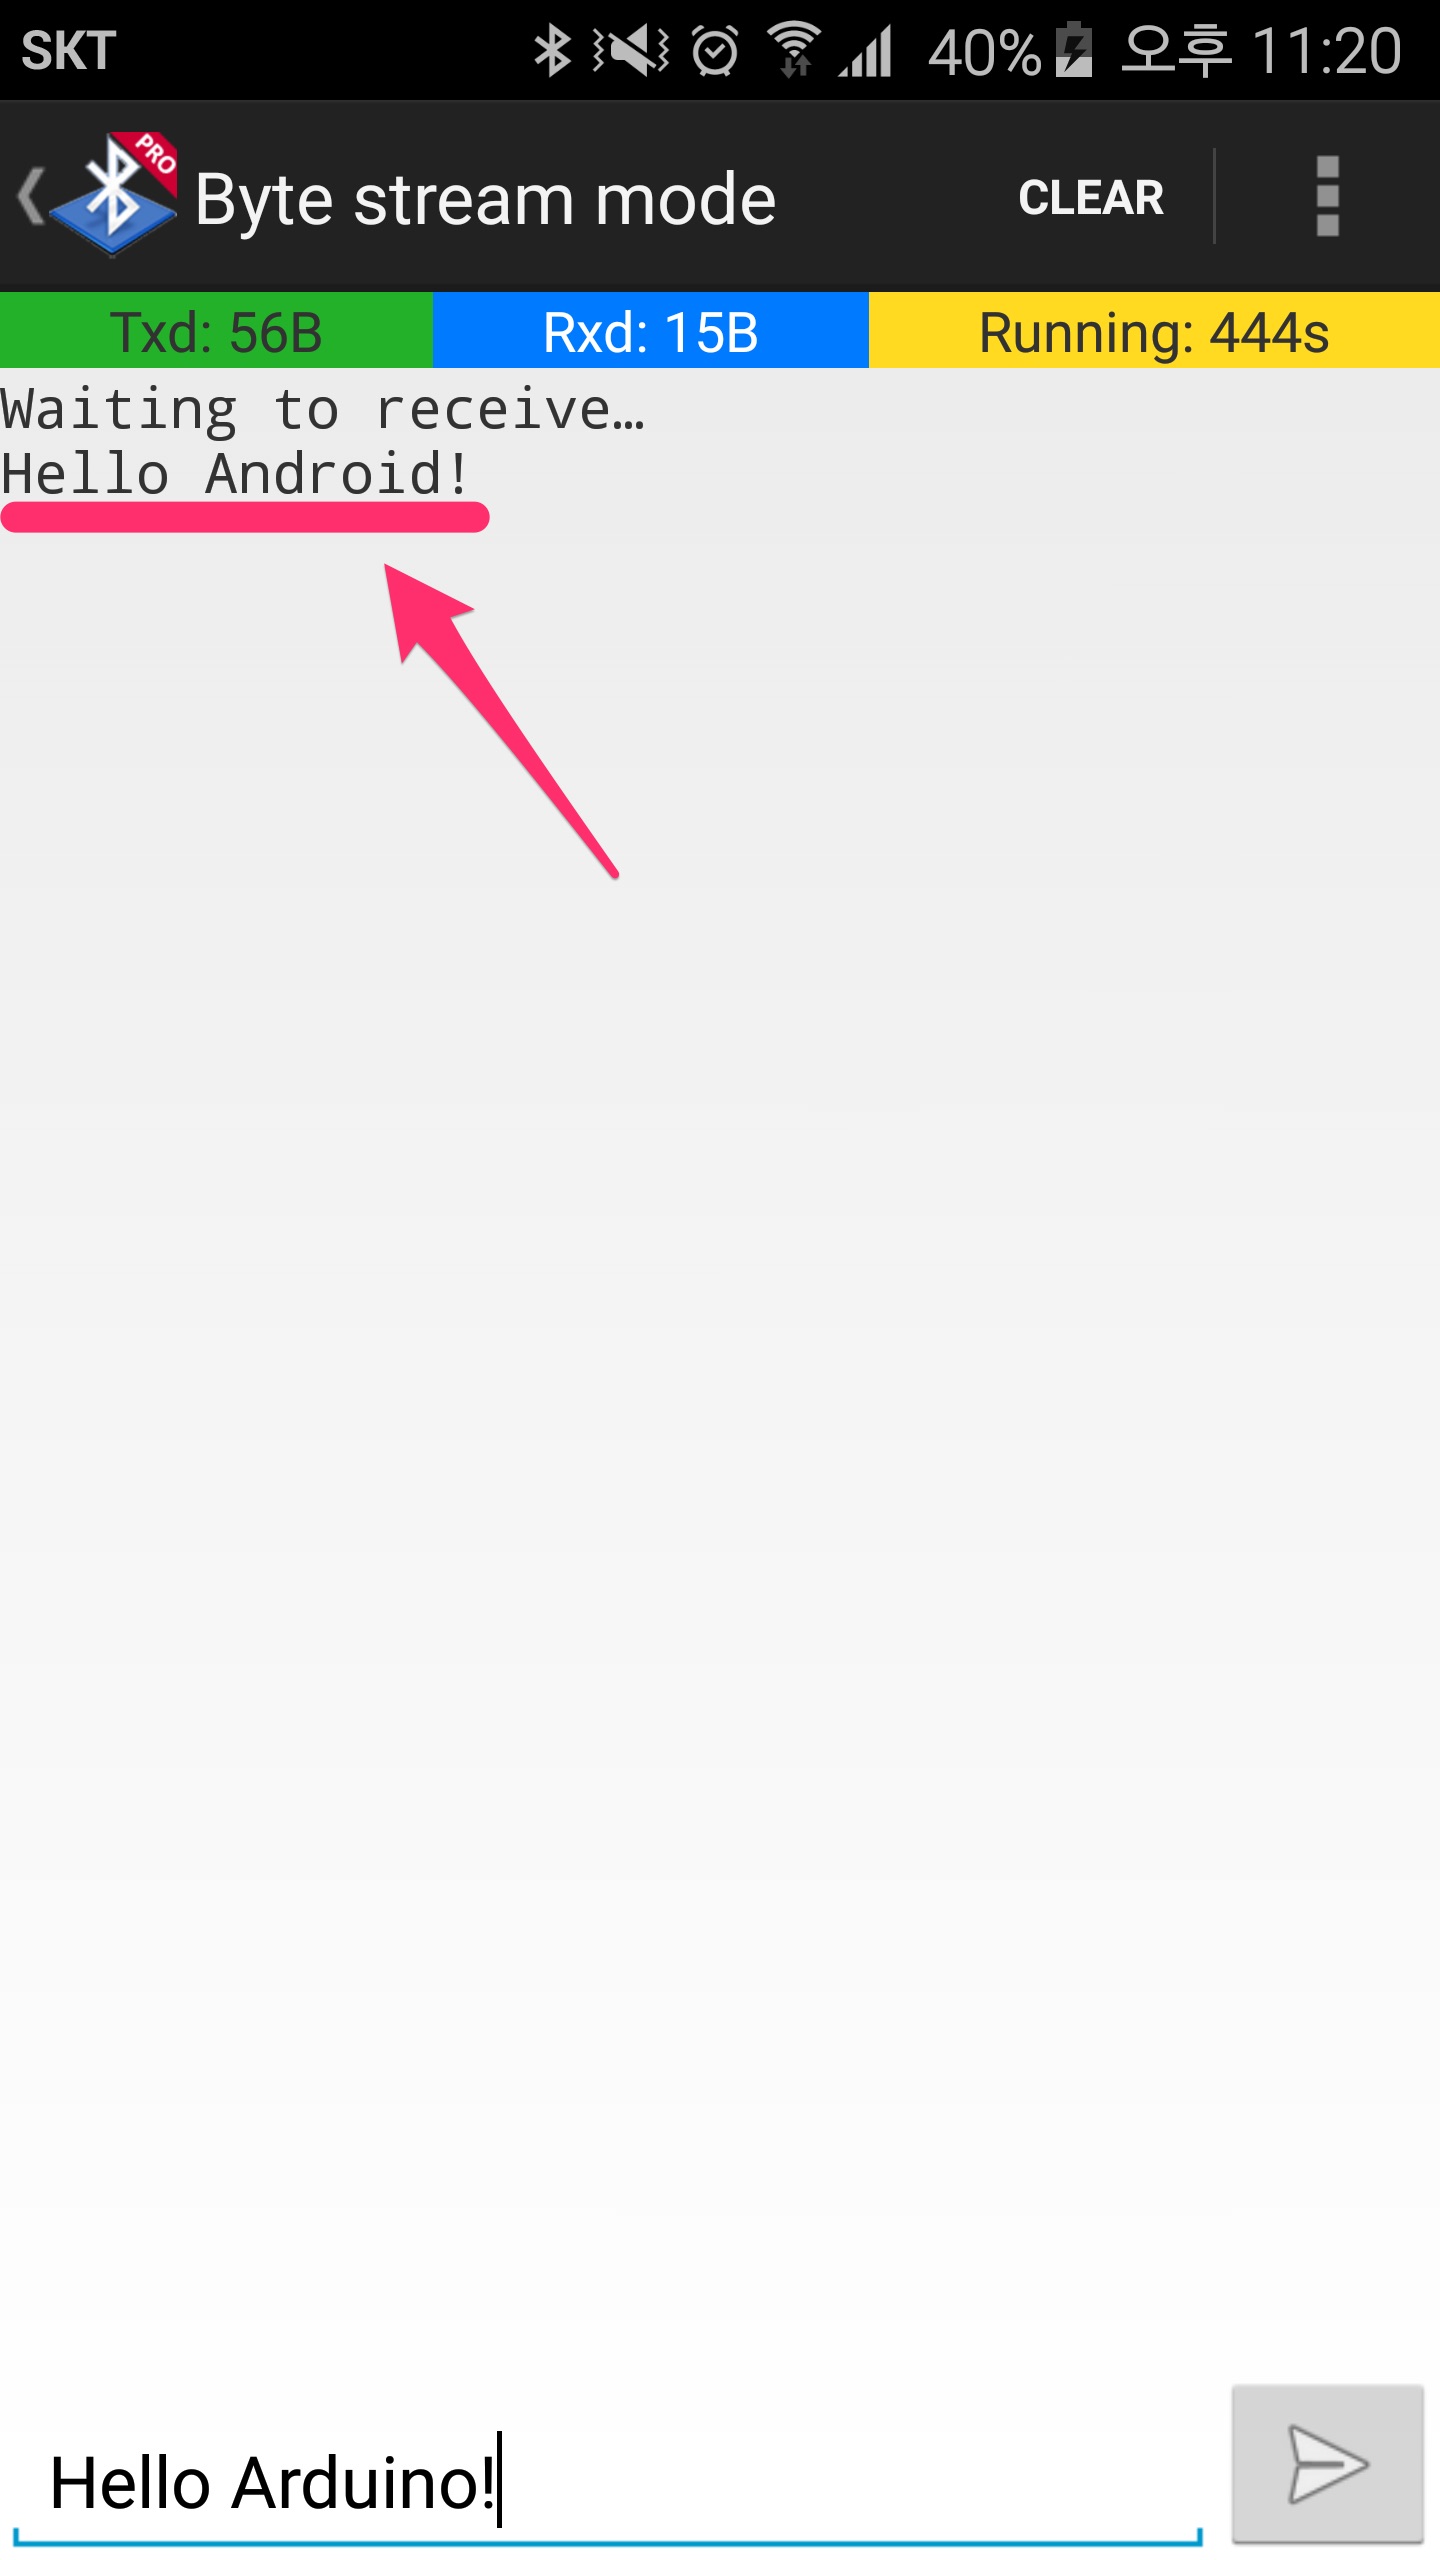 SKT 40% 오후 11:20
PRO
Byte stream mode CLEAR
Txd: 56B Rxd: 15B Running: 444s
Waiting to receive…
Hello Android!
Hello Arduino!